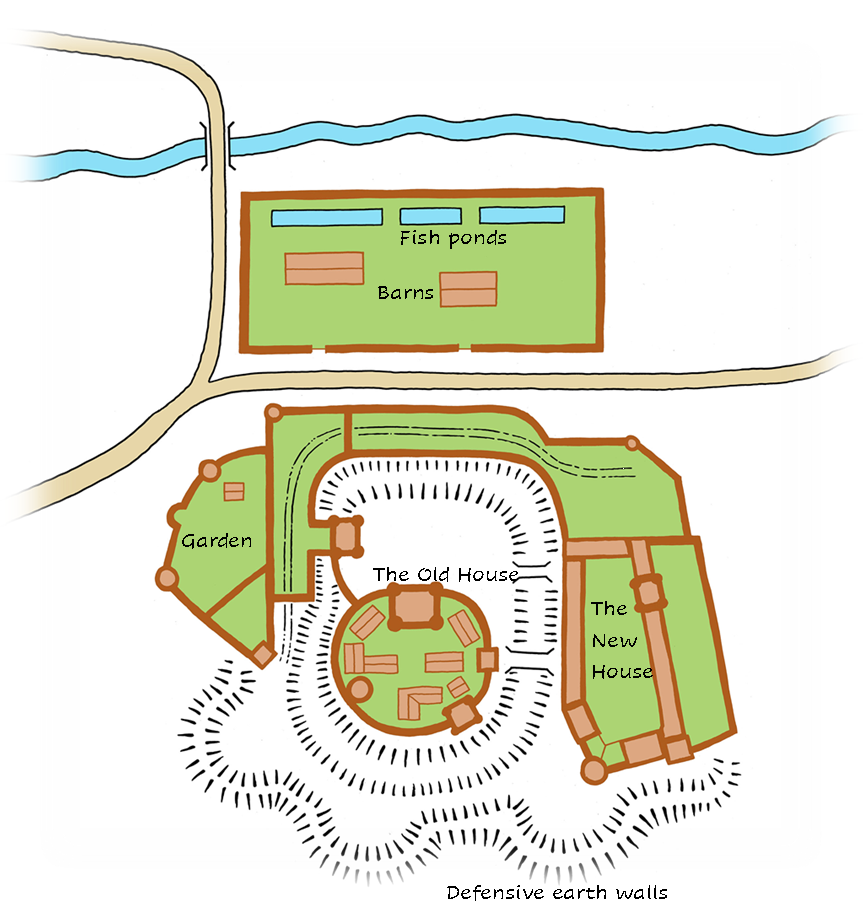 Fish ponds
Barns
Garden
The Old House
The
New
House
Defensive earth walls